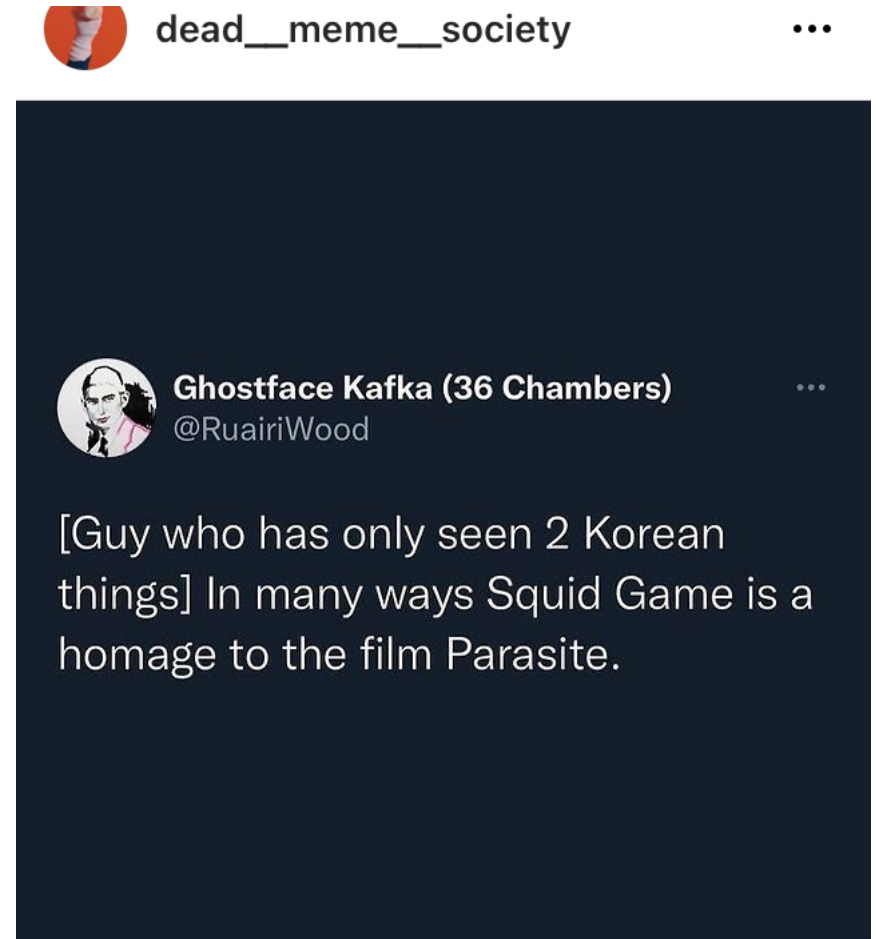 dead__meme__society
Ghostface Kafka (36 Chambers)
@RuairiWood
[Guy who has only seen 2 Korean
things] In many ways Squid Game is a
homage to the film Parasite.